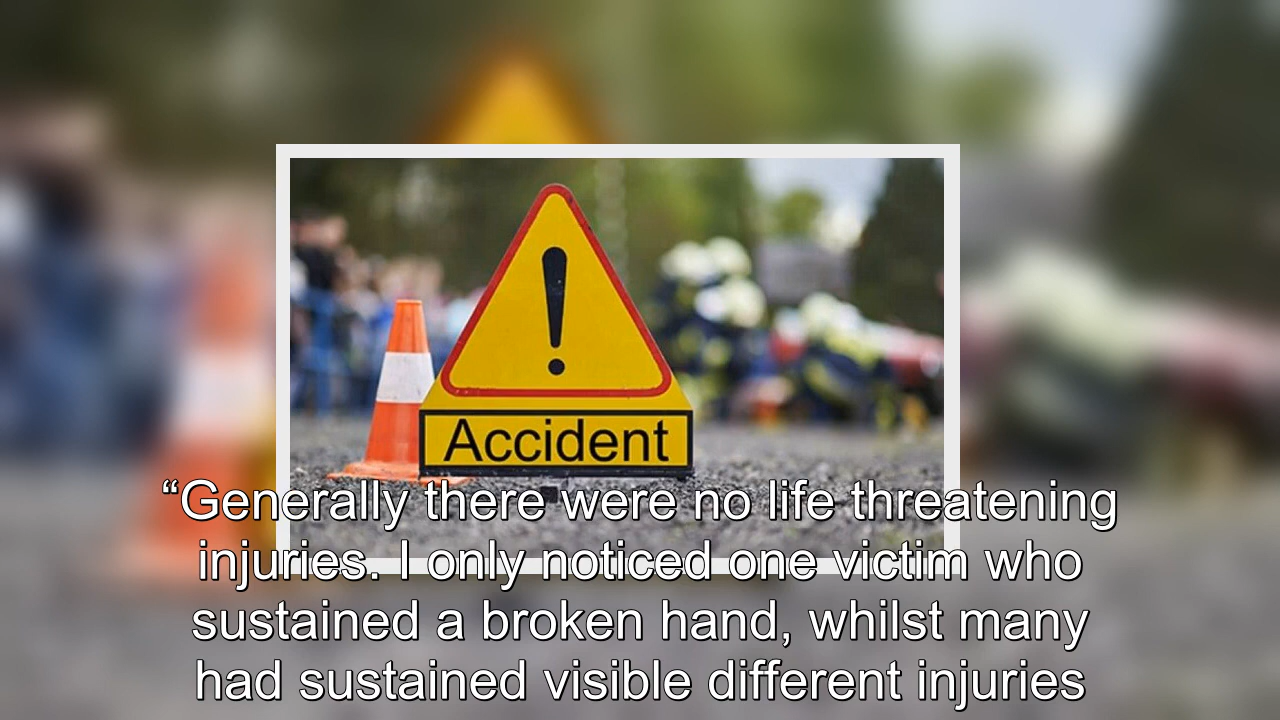 !
Accident
“Generally there were no life threatening
injuries. I only noticed one victim who
sustained a broken hand, whilst many
had sustained visible different injuries